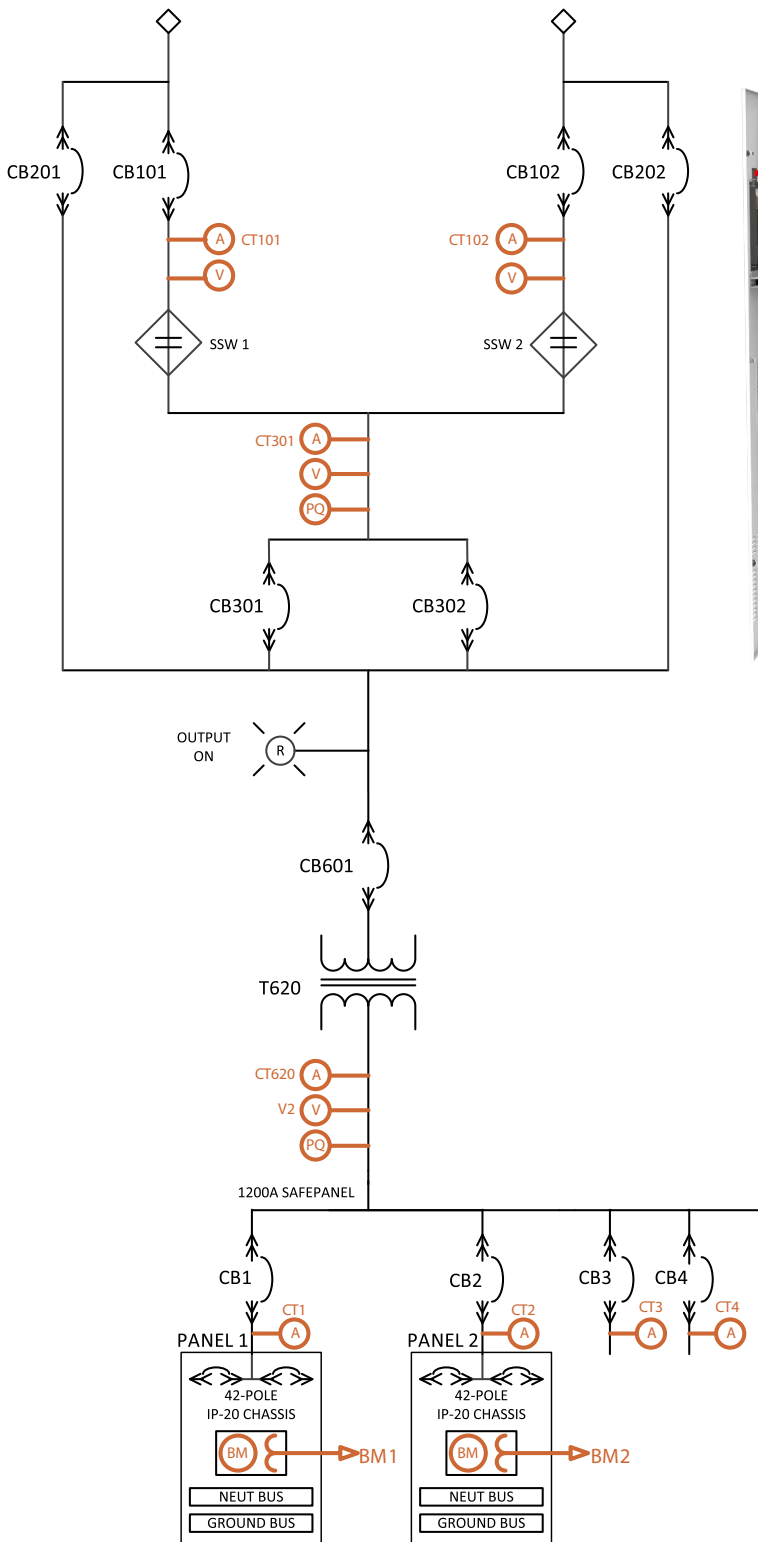 CB201
CB101
CB102
CB202
A
CT101
CT102
A
V
V
SSW 1
SSW 2
CT301
A
V
PQ
CB301
CB302
OUTPUT
ON
R
CB601
T620
CT620
A
V2
V
PQ
1200A SAFEPANEL
CB1
CB2
CB3
CB4
CT1
CT2
CT3
CT4
A
A
A
A
PANEL 1
PANEL 2
42-POLE
IP-20 CHASSIS
42-POLE
IP-20 CHASSIS
BM
BM1
BM
BM2
NEUT BUS
NEUT BUS
GROUND BUS
GROUND BUS